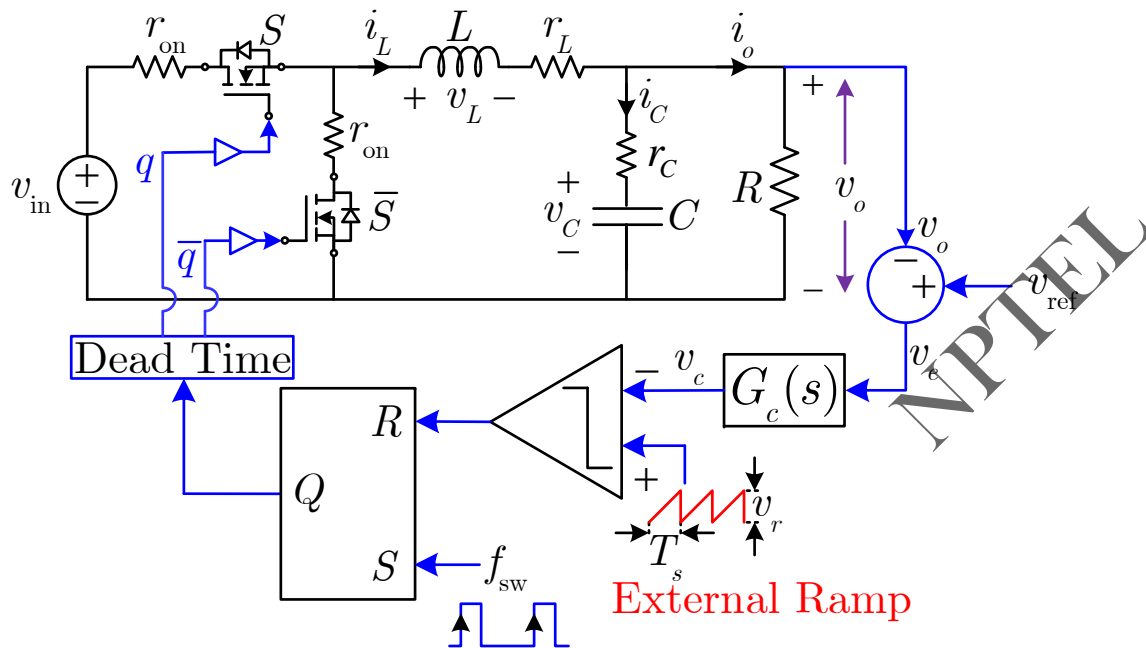 r_on
S
i_L
L
r_L
i_o
+ v_L −
i_C
+
r_on
r_C
q
v_in
+
−
S̅
+
v_C
−
C
R
v_o
q̅
−
v_o
−
+
v_ref
Dead Time
v_e
− v_c
G_c(s)
R
+
Q
v_r
T_s
S
f_sw
External Ramp
NPTEL